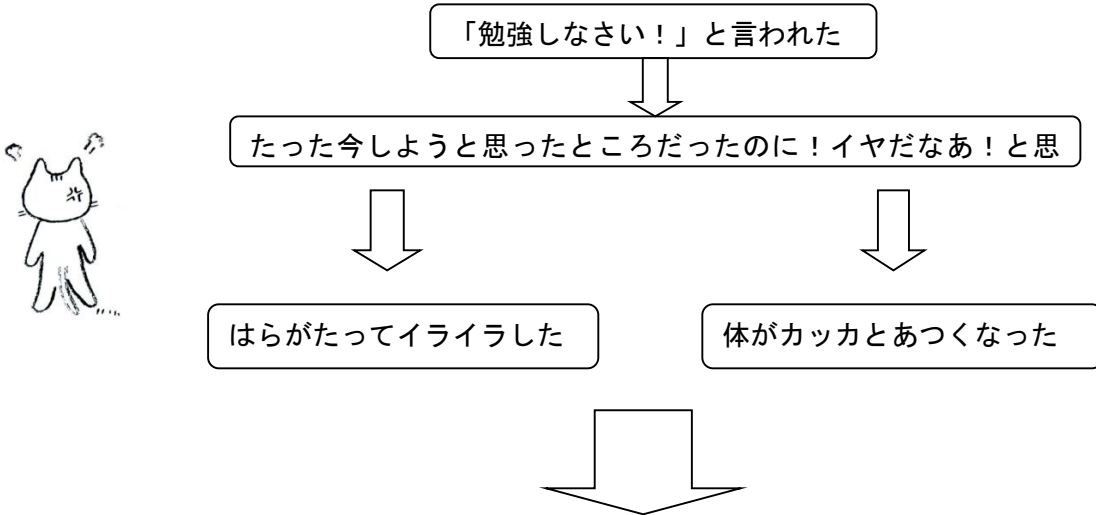 「勉強しなさい！」と言われた
たった今しようと思ったところだったのに！イヤだなあ！と思
はらがたってイライラした
体がカッカとあつくなった